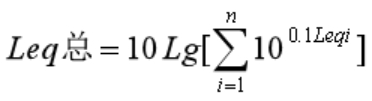 Leq总 = 10 Lg[∑_{i=1}^{n} 10^{0.1Leqi}]